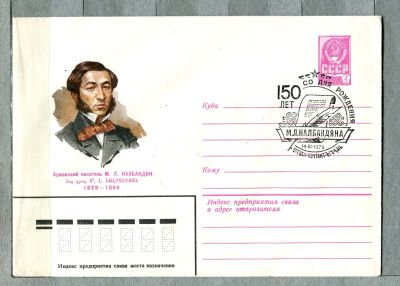 СССР
150 ЛЕТ
СО ДНЯ РОЖДЕНИЯ
М.Л.НАЛБАНДЯНА
Куда
Кому
Армянский писатель М. Л. НАЛБАНДЯН
1829–1866
Индекс предприятия связи
и адрес отправителя
Индекс предприятия связи места назначения